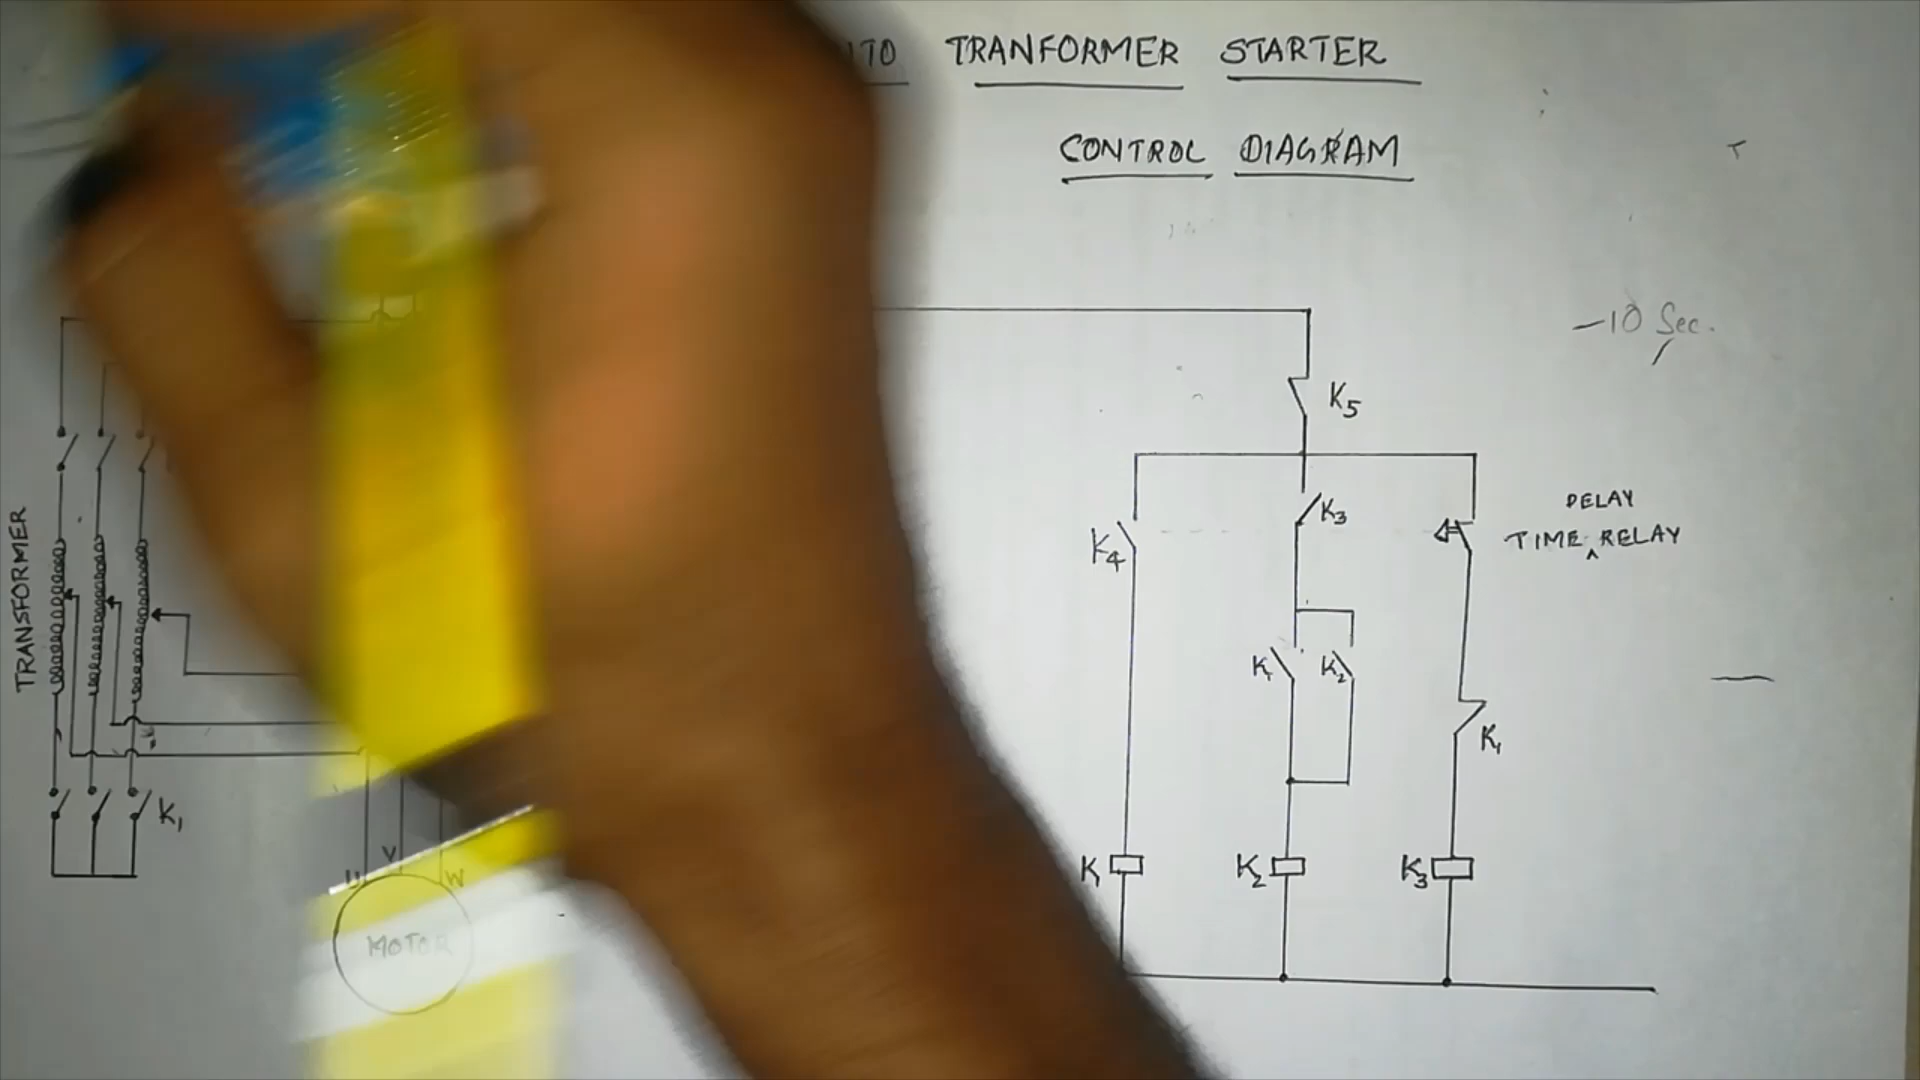 TRANFORMER STARTER
CONTROL DIAGRAM
-10 Sec.
K5
DELAY
TIME RELAY
K3
K4
K1 K2
K1
K1 K2 K3
TRANSFORMER
K1
U V W
MOTOR